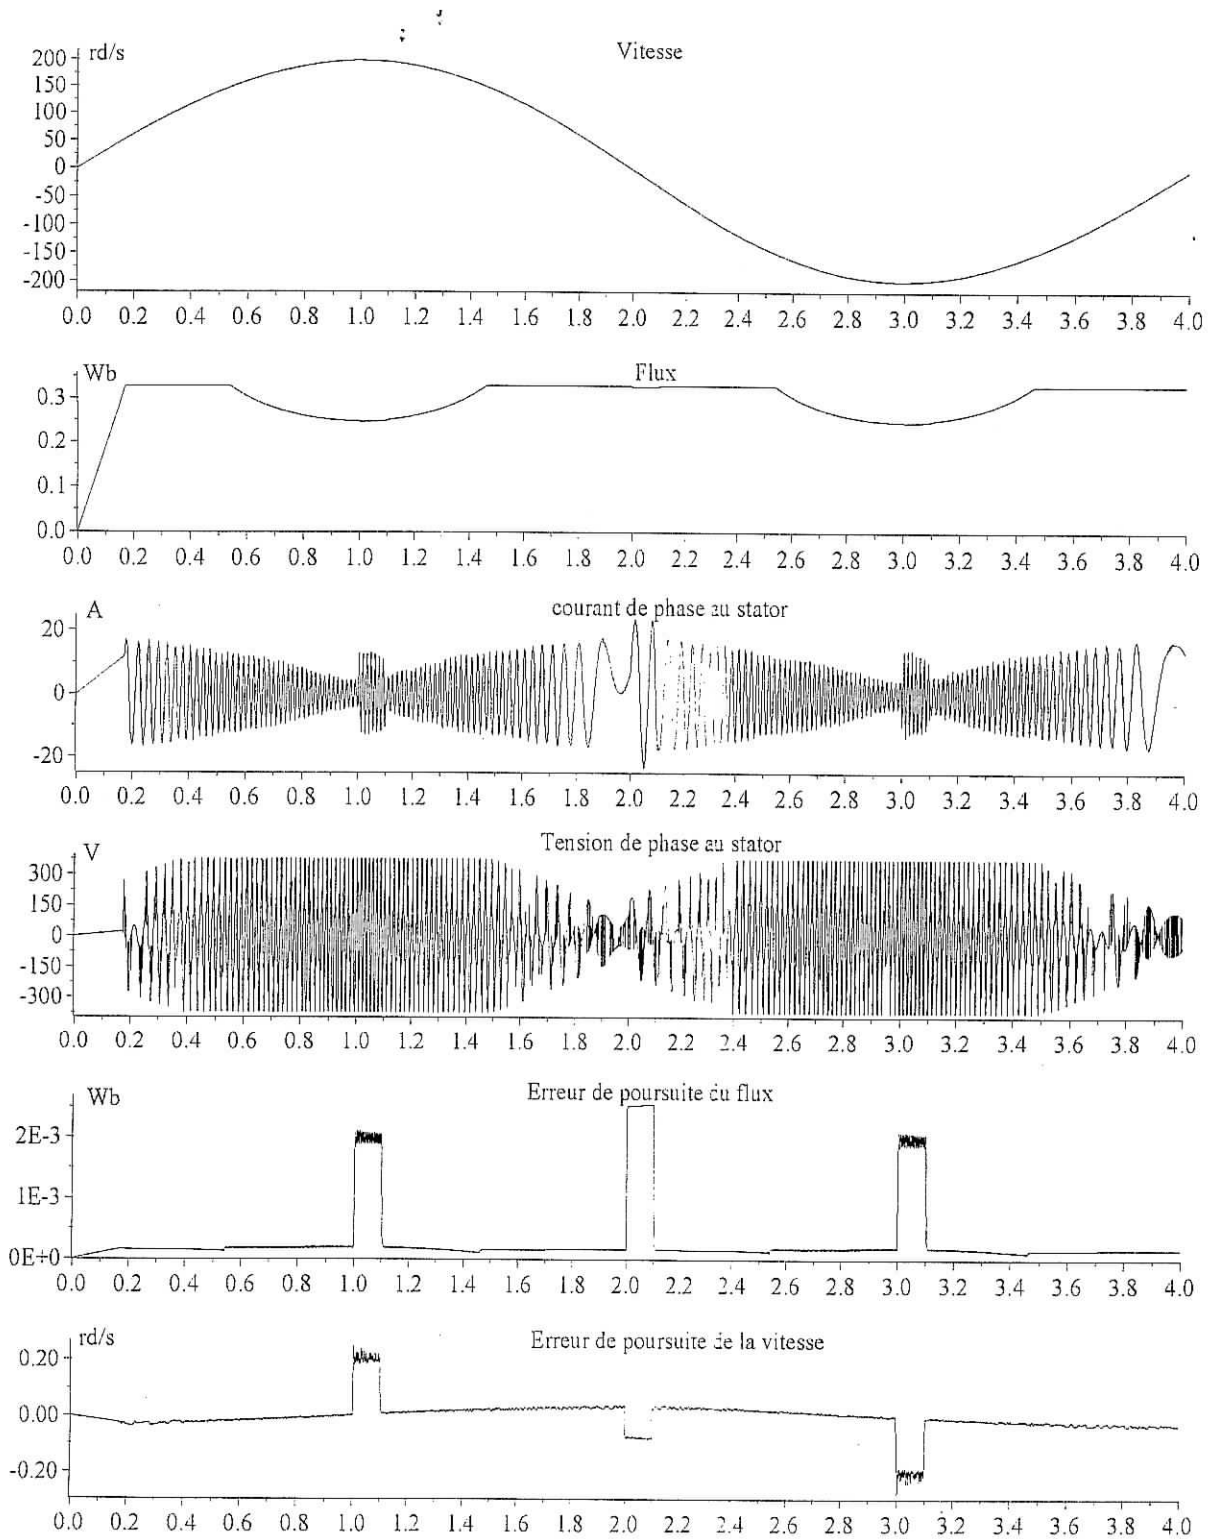 rd/s
Vitesse
200
150
100
50
0
-50
-100
-150
-200
0.0 0.2 0.4 0.6 0.8 1.0 1.2 1.4 1.6 1.8 2.0 2.2 2.4 2.6 2.8 3.0 3.2 3.4 3.6 3.8 4.0
Wb
Flux
0.3
0.2
0.1
0.0
0.0 0.2 0.4 0.6 0.8 1.0 1.2 1.4 1.6 1.8 2.0 2.2 2.4 2.6 2.8 3.0 3.2 3.4 3.6 3.8 4.0
A
courant de phase au stator
20
0
-20
0.0 0.2 0.4 0.6 0.8 1.0 1.2 1.4 1.6 1.8 2.0 2.2 2.4 2.6 2.8 3.0 3.2 3.4 3.6 3.8 4.0
V
Tension de phase au stator
300
150
0
-150
-300
0.0 0.2 0.4 0.6 0.8 1.0 1.2 1.4 1.6 1.8 2.0 2.2 2.4 2.6 2.8 3.0 3.2 3.4 3.6 3.8 4.0
Wb
Erreur de poursuite du flux
2E-3
1E-3
0E+0
0.0 0.2 0.4 0.6 0.8 1.0 1.2 1.4 1.6 1.8 2.0 2.2 2.4 2.6 2.8 3.0 3.2 3.4 3.6 3.8 4.0
rd/s
Erreur de poursuite de la vitesse
0.20
0.00
-0.20
0.0 0.2 0.4 0.6 0.8 1.0 1.2 1.4 1.6 1.8 2.0 2.2 2.4 2.6 2.8 3.0 3.2 3.4 3.6 3.8 4.0